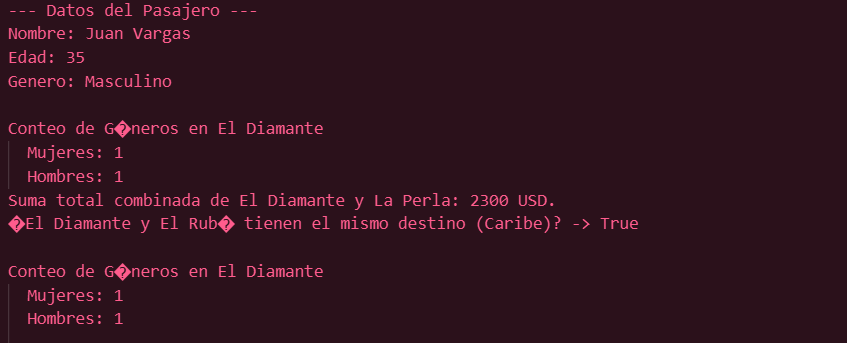 --- Datos del Pasajero ---
Nombre: Juan Vargas
Edad: 35
Genero: Masculino
Conteo de G�neros en El Diamante
Mujeres: 1
Hombres: 1
Suma total combinada de El Diamante y La Perla: 2300 USD.
�El Diamante y El Rub� tienen el mismo destino (Caribe)? -> True
Conteo de G�neros en El Diamante
Mujeres: 1
Hombres: 1